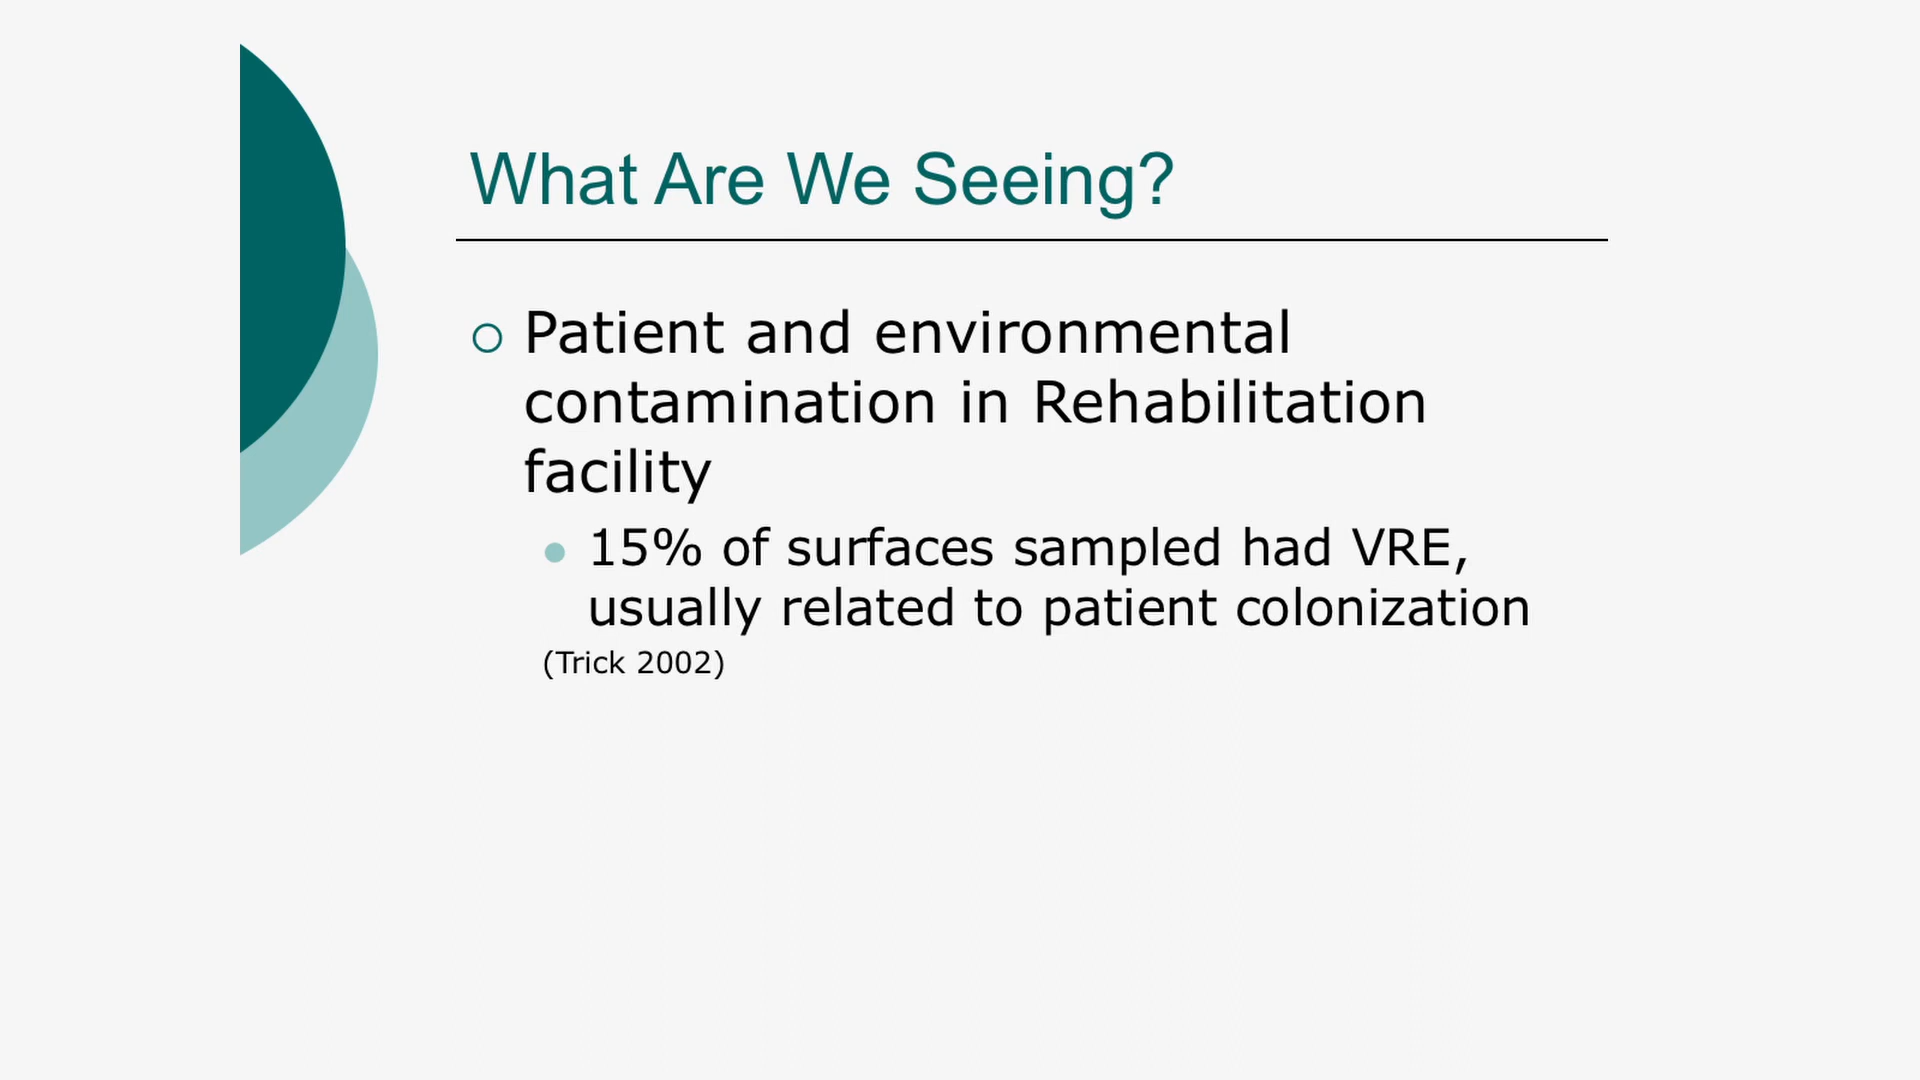 What Are We Seeing?
Patient and environmental
contamination in Rehabilitation
facility
15% of surfaces sampled had VRE,
usually related to patient colonization
(Trick 2002)